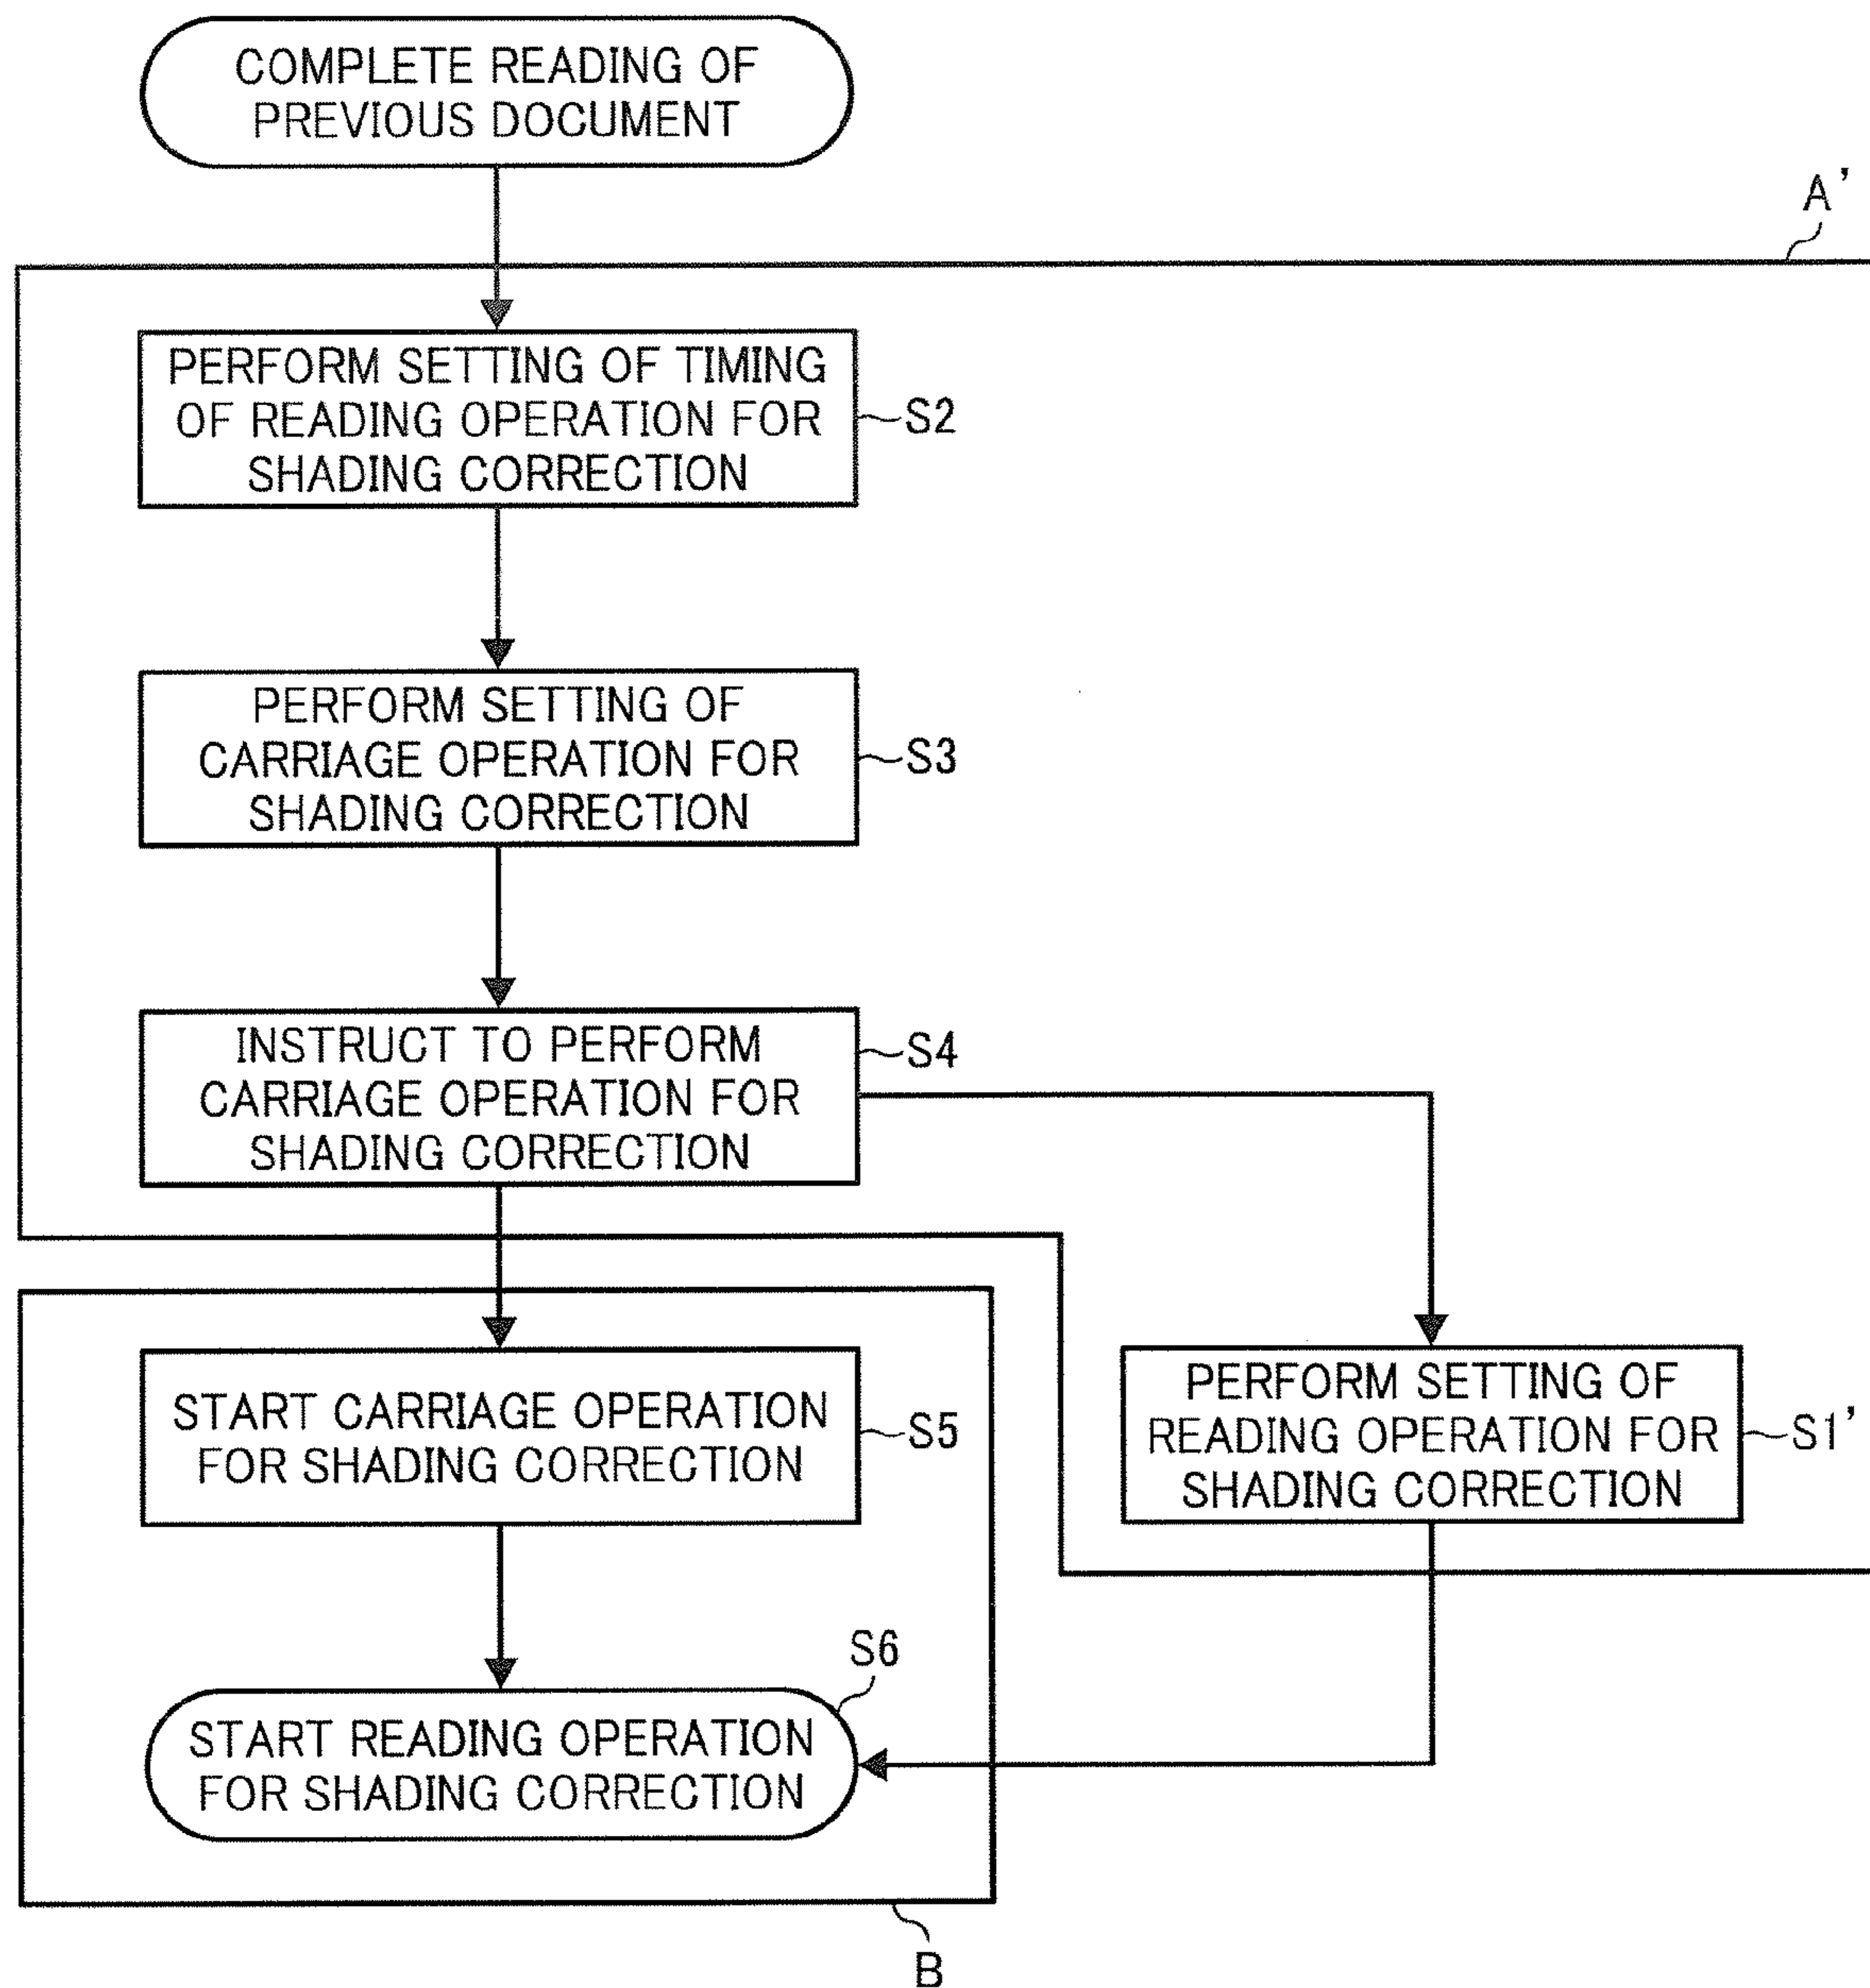 COMPLETE READING OF
PREVIOUS DOCUMENT
A'
PERFORM SETTING OF TIMING
OF READING OPERATION FOR
SHADING CORRECTION
S2
PERFORM SETTING OF
CARRIAGE OPERATION FOR
SHADING CORRECTION
S3
INSTRUCT TO PERFORM
CARRIAGE OPERATION FOR
SHADING CORRECTION
S4
START CARRIAGE OPERATION
FOR SHADING CORRECTION
S5
PERFORM SETTING OF
READING OPERATION FOR
SHADING CORRECTION
S1'
S6
START READING OPERATION
FOR SHADING CORRECTION
B